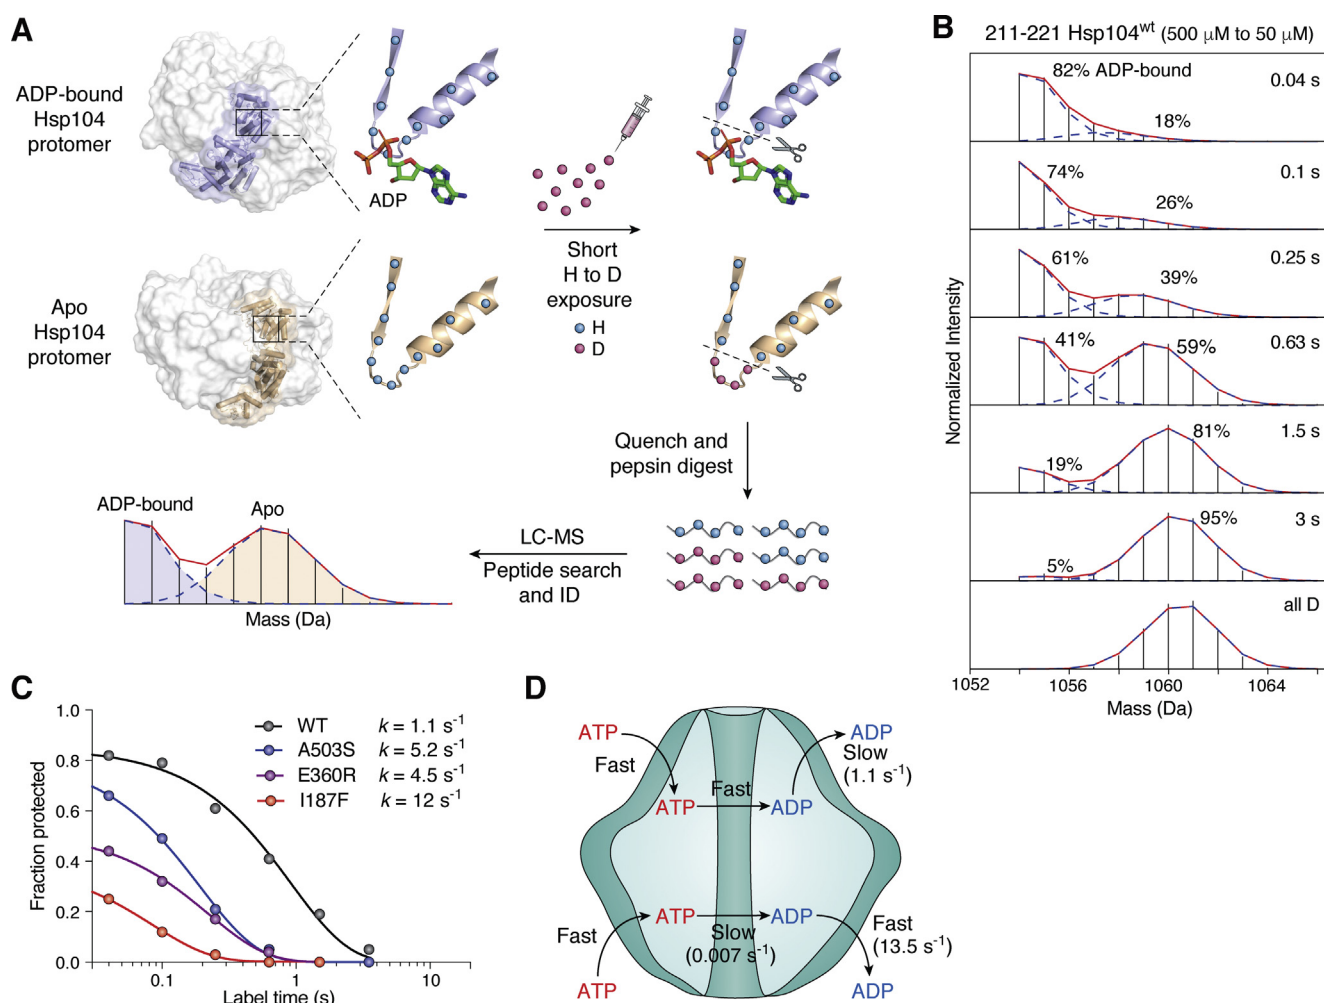 A
ADP-bound
Hsp104
protomer
ADP
Apo
Hsp104
protomer
Short
H to D
exposure
H
D
Quench and
pepsin digest
LC-MS
Peptide search
and ID
ADP-bound
Apo
Mass (Da)
B
211-221 Hsp104wt (500 μM to 50 μM)
82% ADP-bound
0.04 s
18%
74%
0.1 s
26%
61%
0.25 s
39%
41%
59%
0.63 s
81%
1.5 s
19%
95%
3 s
5%
all D
Normalized Intensity
1052
1056
1060
1064
Mass (Da)
C
1.0
0.8
0.6
0.4
0.2
0.0
Fraction protected
WT k = 1.1 s-1
A503S k = 5.2 s-1
E360R k = 4.5 s-1
I187F k = 12 s-1
0.1
1
10
Label time (s)
D
ATP
Fast
ATP
Fast
ADP
ADP
Slow
(1.1 s-1)
ATP
Fast
ATP
Slow
(0.007 s-1)
ADP
Fast
(13.5 s-1)
ADP